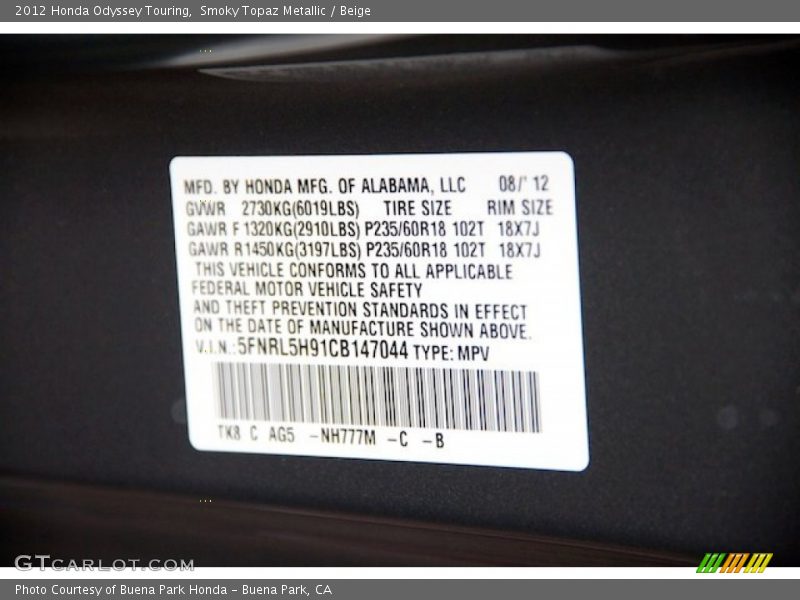 2012 Honda Odyssey Touring,  Smoky Topaz Metallic / Beige
MFD. BY HONDA MFG. OF ALABAMA, LLC 08/' 12
GVWR 2730KG(6019LBS) TIRE SIZE RIM SIZE
GAWR F 1320KG(2910LBS) P235/60R18 102T 18X7J
GAWR R1450KG(3197LBS) P235/60R18 102T 18X7J
THIS VEHICLE CONFORMS TO ALL APPLICABLE
FEDERAL MOTOR VEHICLE SAFETY
AND THEFT PREVENTION STANDARDS IN EFFECT
ON THE DATE OF MANUFACTURE SHOWN ABOVE.
V.I.N.: 5FNRL5H91CB147044 TYPE: MPV
TK8 C AG5 -NH777M -C -B
GTCARLOT.COM
Photo Courtesy of Buena Park Honda - Buena Park, CA